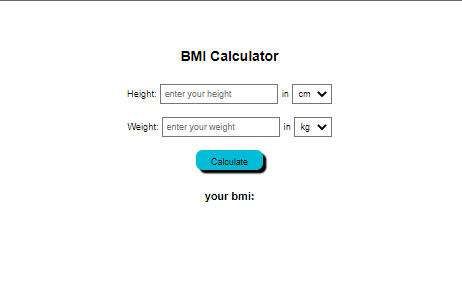 BMI Calculator
Height: enter your height in cm
Weight: enter your weight in kg
Calculate
your bmi: